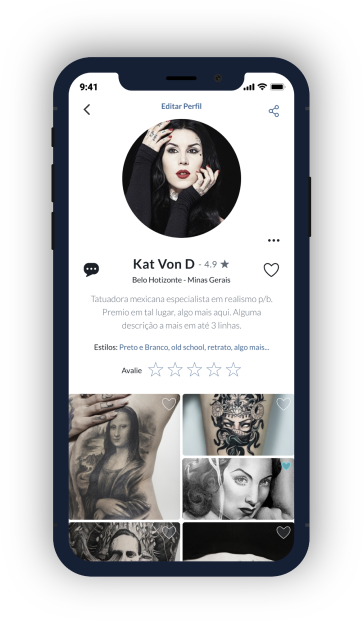 9:41
Editar Perfil
Kat Von D - 4.9
Belo Hotizonte - Minas Gerais
Tatuadora mexicana especialista em realismo p/b.
Premio em tal lugar, algo mais aqui. Alguma
descrição a mais em até 3 linhas.
Estilos: Preto e Branco, old school, retrato, algo mais...
Avalie